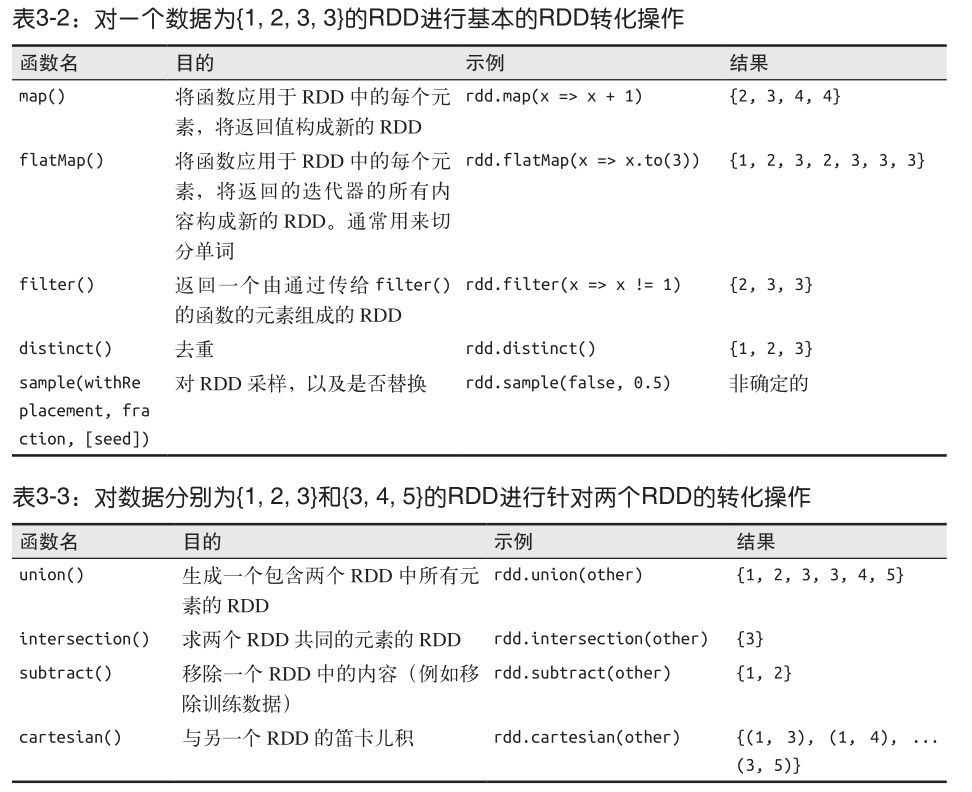 表3-2：对一个数据为{1, 2, 3, 3}的RDD进行基本的RDD转化操作
函数名 目的 示例 结果
map() 将函数应用于 RDD 中的每个元 rdd.map(x => x + 1) {2, 3, 4, 4}
素，将返回值构成新的 RDD
flatMap() 将函数应用于 RDD 中的每个元 rdd.flatMap(x => x.to(3)) {1, 2, 3, 2, 3, 3, 3}
素，将返回的迭代器的所有内
容构成新的 RDD。通常用来切
分单词
filter() 返回一个由通过传给 filter() rdd.filter(x => x != 1) {2, 3, 3}
的函数的元素组成的 RDD
distinct() 去重 rdd.distinct() {1, 2, 3}
sample(withRe 对 RDD 采样，以及是否替换 rdd.sample(false, 0.5) 非确定的
placement, fra
ction, [seed])
表3-3：对数据分别为{1, 2, 3}和{3, 4, 5}的RDD进行针对两个RDD的转化操作
函数名 目的 示例 结果
union() 生成一个包含两个 RDD 中所有元 rdd.union(other) {1, 2, 3, 3, 4, 5}
素的 RDD
intersection() 求两个 RDD 共同的元素的 RDD rdd.intersection(other) {3}
subtract() 移除一个 RDD 中的内容（例如移 rdd.subtract(other) {1, 2}
除训练数据）
cartesian() 与另一个 RDD 的笛卡儿积 rdd.cartesian(other) {(1, 3), (1, 4), ...
(3, 5)}